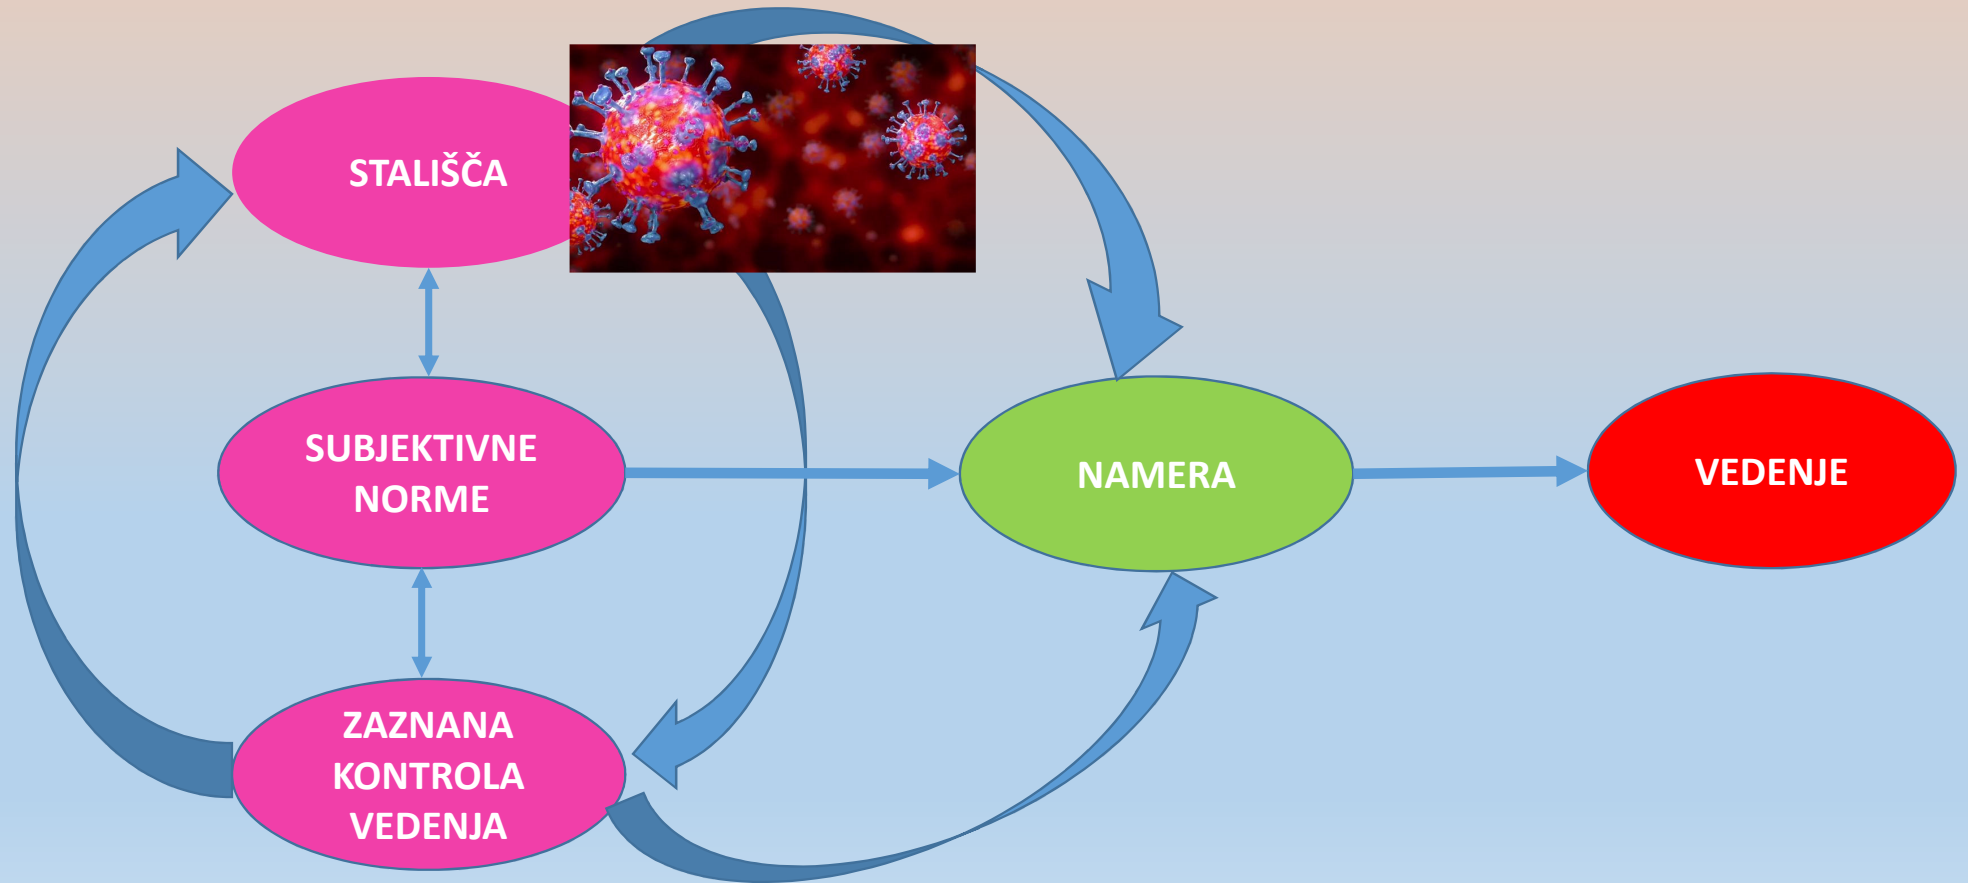 STALIŠČA
SUBJEKTIVNE
NORME
NAMERA
VEDENJE
ZAZNANA
KONTROLA
VEDENJA